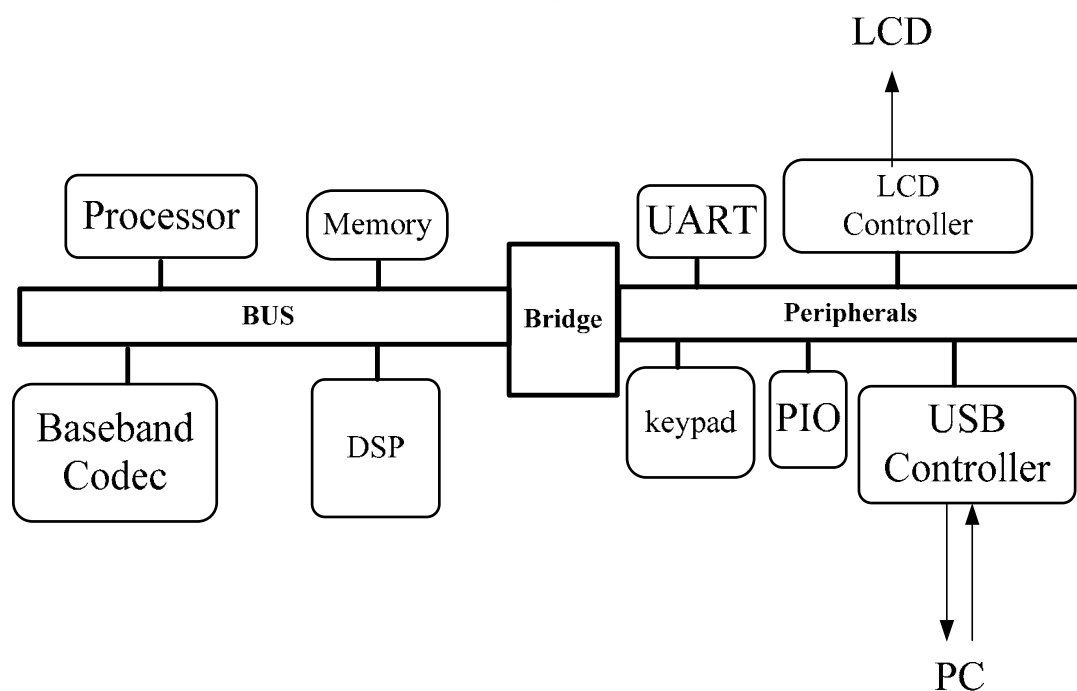 LCD
LCD
Controller
Processor
Memory
UART
BUS
Bridge
Peripherals
Baseband
Codec
DSP
keypad
PIO
USB
Controller
PC